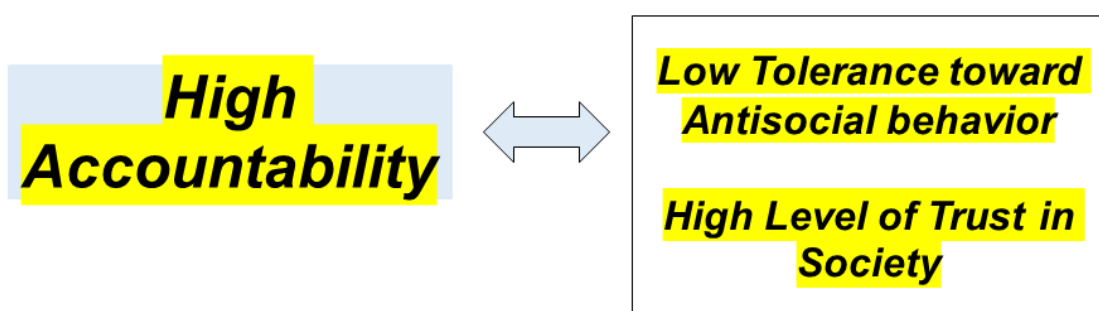 High
Accountability
Low Tolerance toward
Antisocial behavior
High Level of Trust in
Society